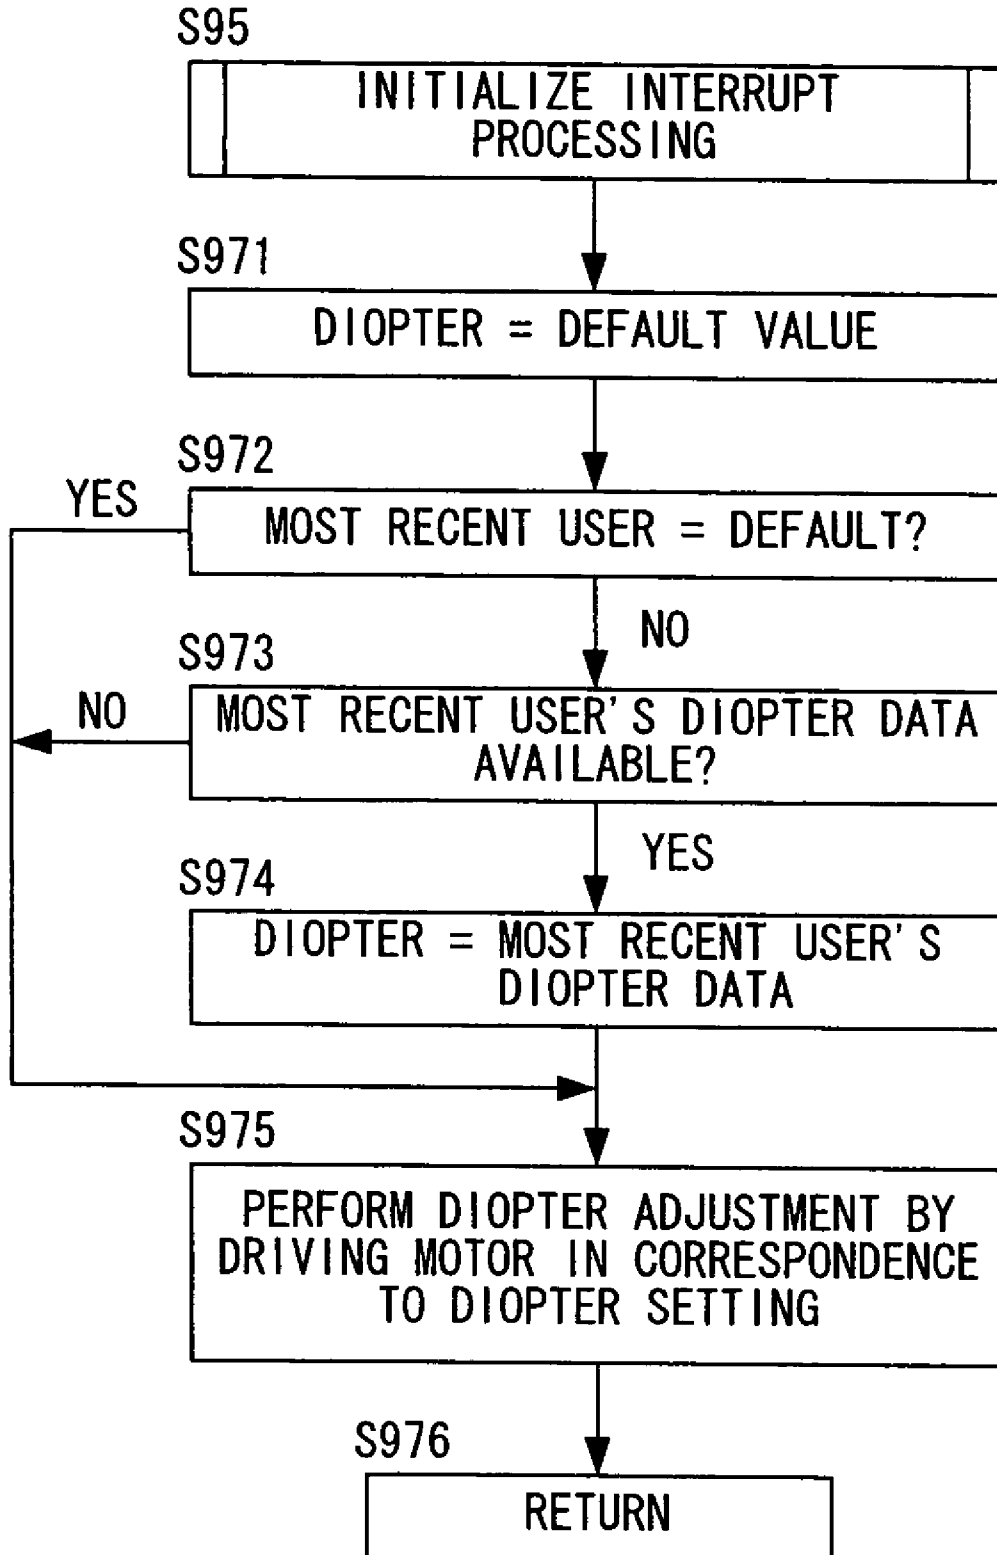 S95
INITIALIZE INTERRUPT
PROCESSING
S971
DIOPTER = DEFAULT VALUE
S972
YES
MOST RECENT USER = DEFAULT?
NO
S973
NO
MOST RECENT USER'S DIOPTER DATA
AVAILABLE?
YES
S974
DIOPTER = MOST RECENT USER'S
DIOPTER DATA
S975
PERFORM DIOPTER ADJUSTMENT BY
DRIVING MOTOR IN CORRESPONDENCE
TO DIOPTER SETTING
S976
RETURN